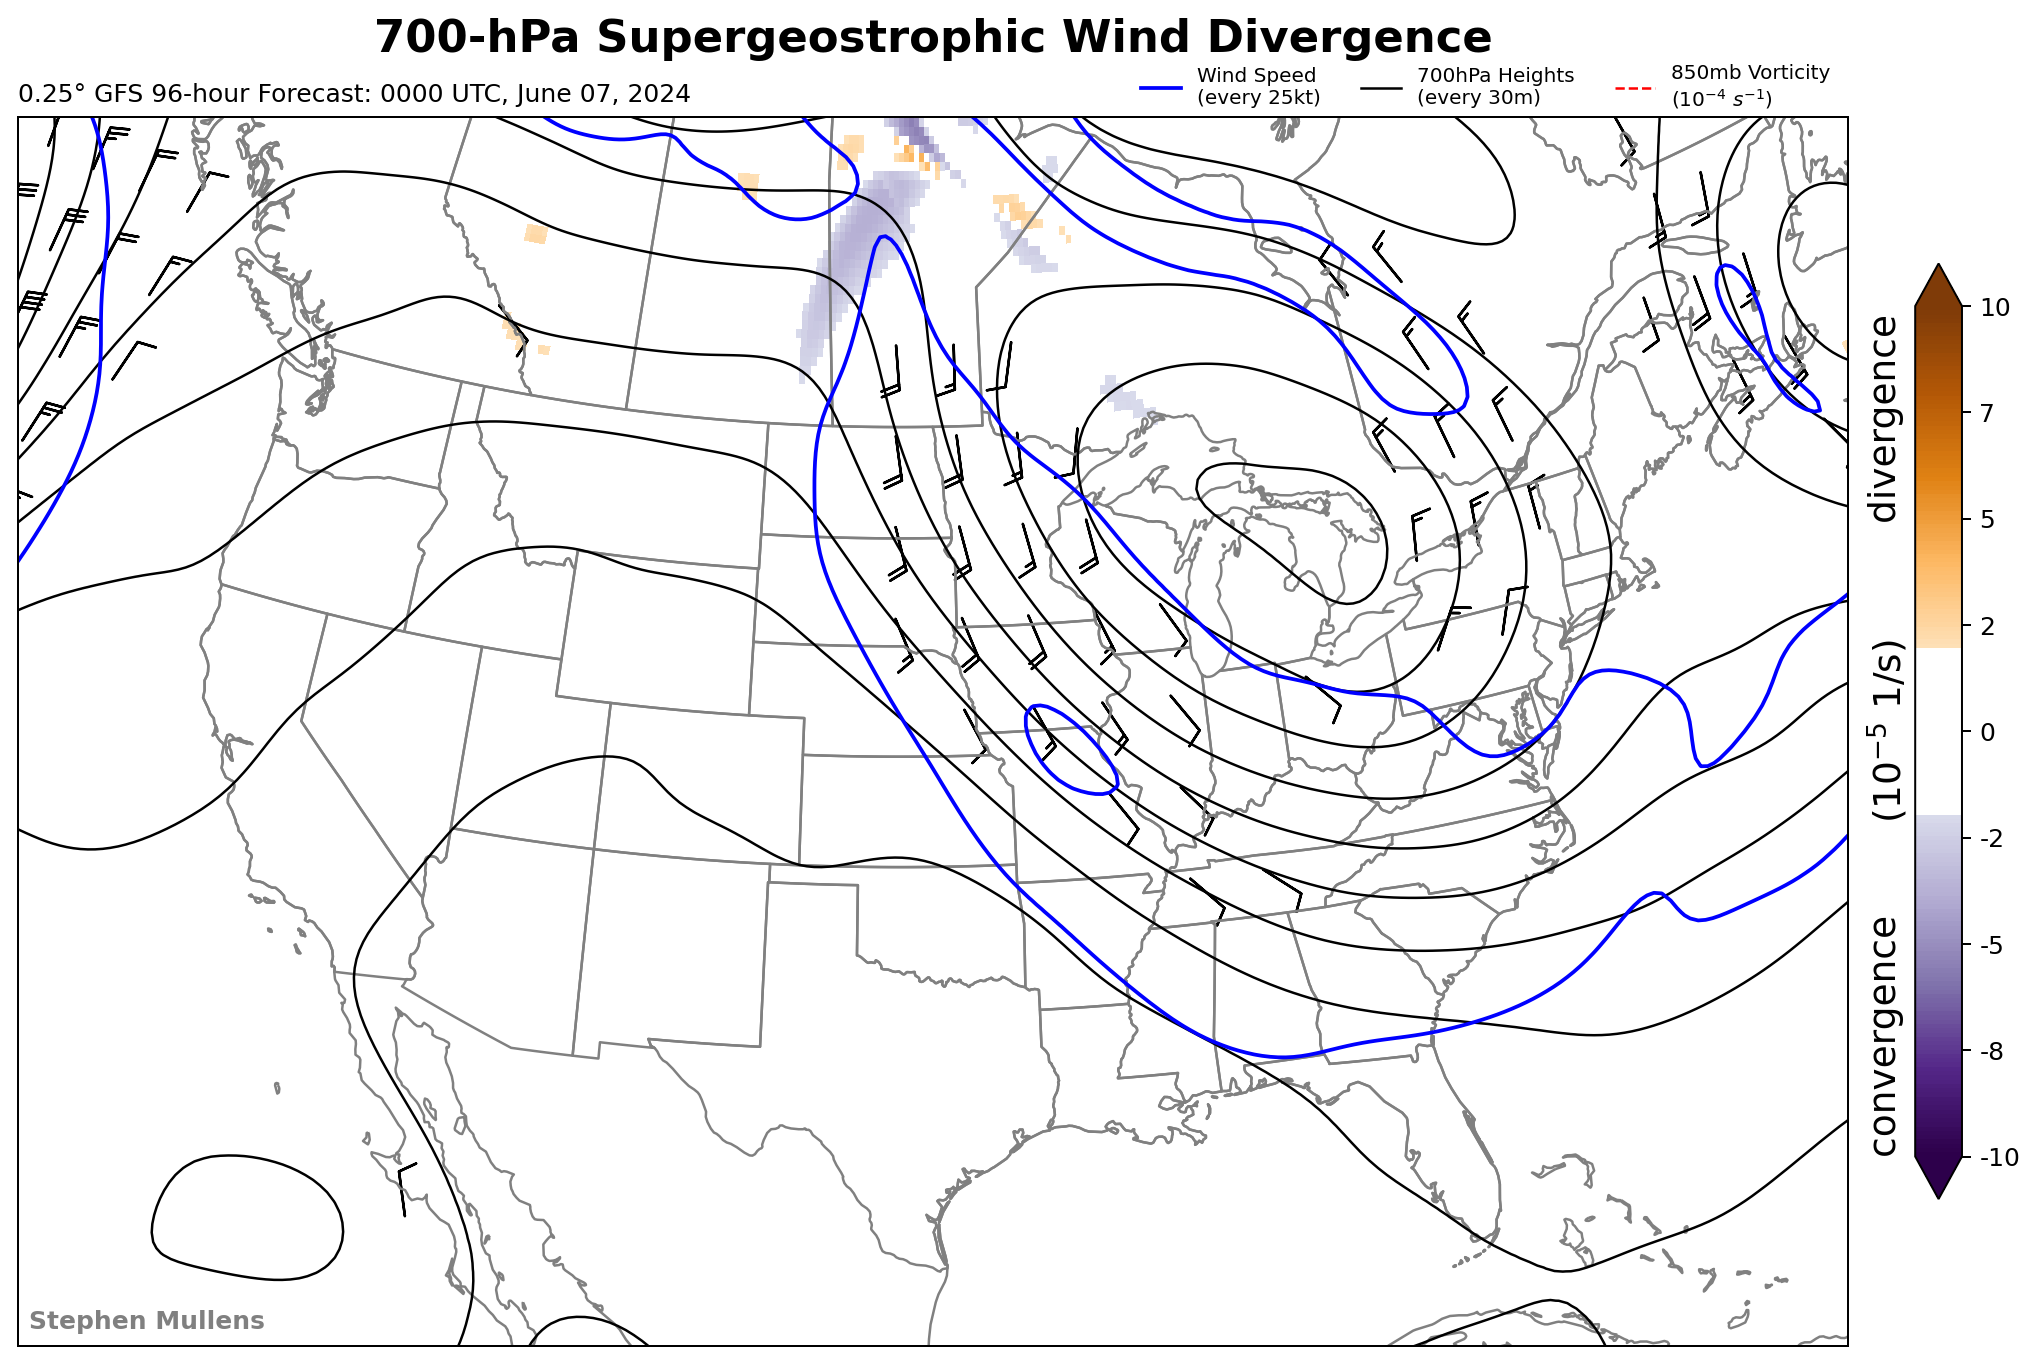 700-hPa Supergeostrophic Wind Divergence
0.25° GFS 96-hour Forecast: 0000 UTC, June 07, 2024
Wind Speed
(every 25kt)
700hPa Heights
(every 30m)
850mb Vorticity
(10⁻⁴ s⁻¹)
10
7
5
2
0
-2
-5
-8
-10
convergence (10⁻⁵ 1/s) divergence
Stephen Mullens